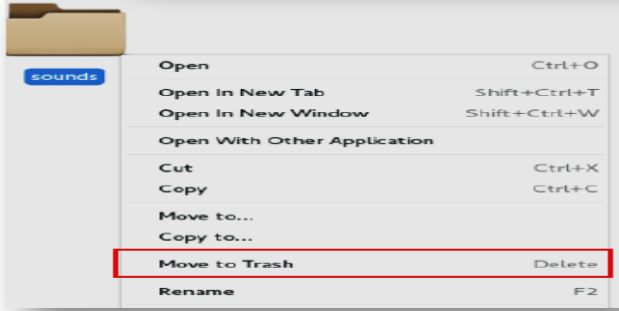 sounds
Open Ctrl+O
Open In New Tab Shift+Ctrl+T
Open In New Window Shift+Ctrl+W
Open With Other Application
Cut Ctrl+X
Copy Ctrl+C
Move to...
Copy to...
Move to Trash Delete
Rename F2